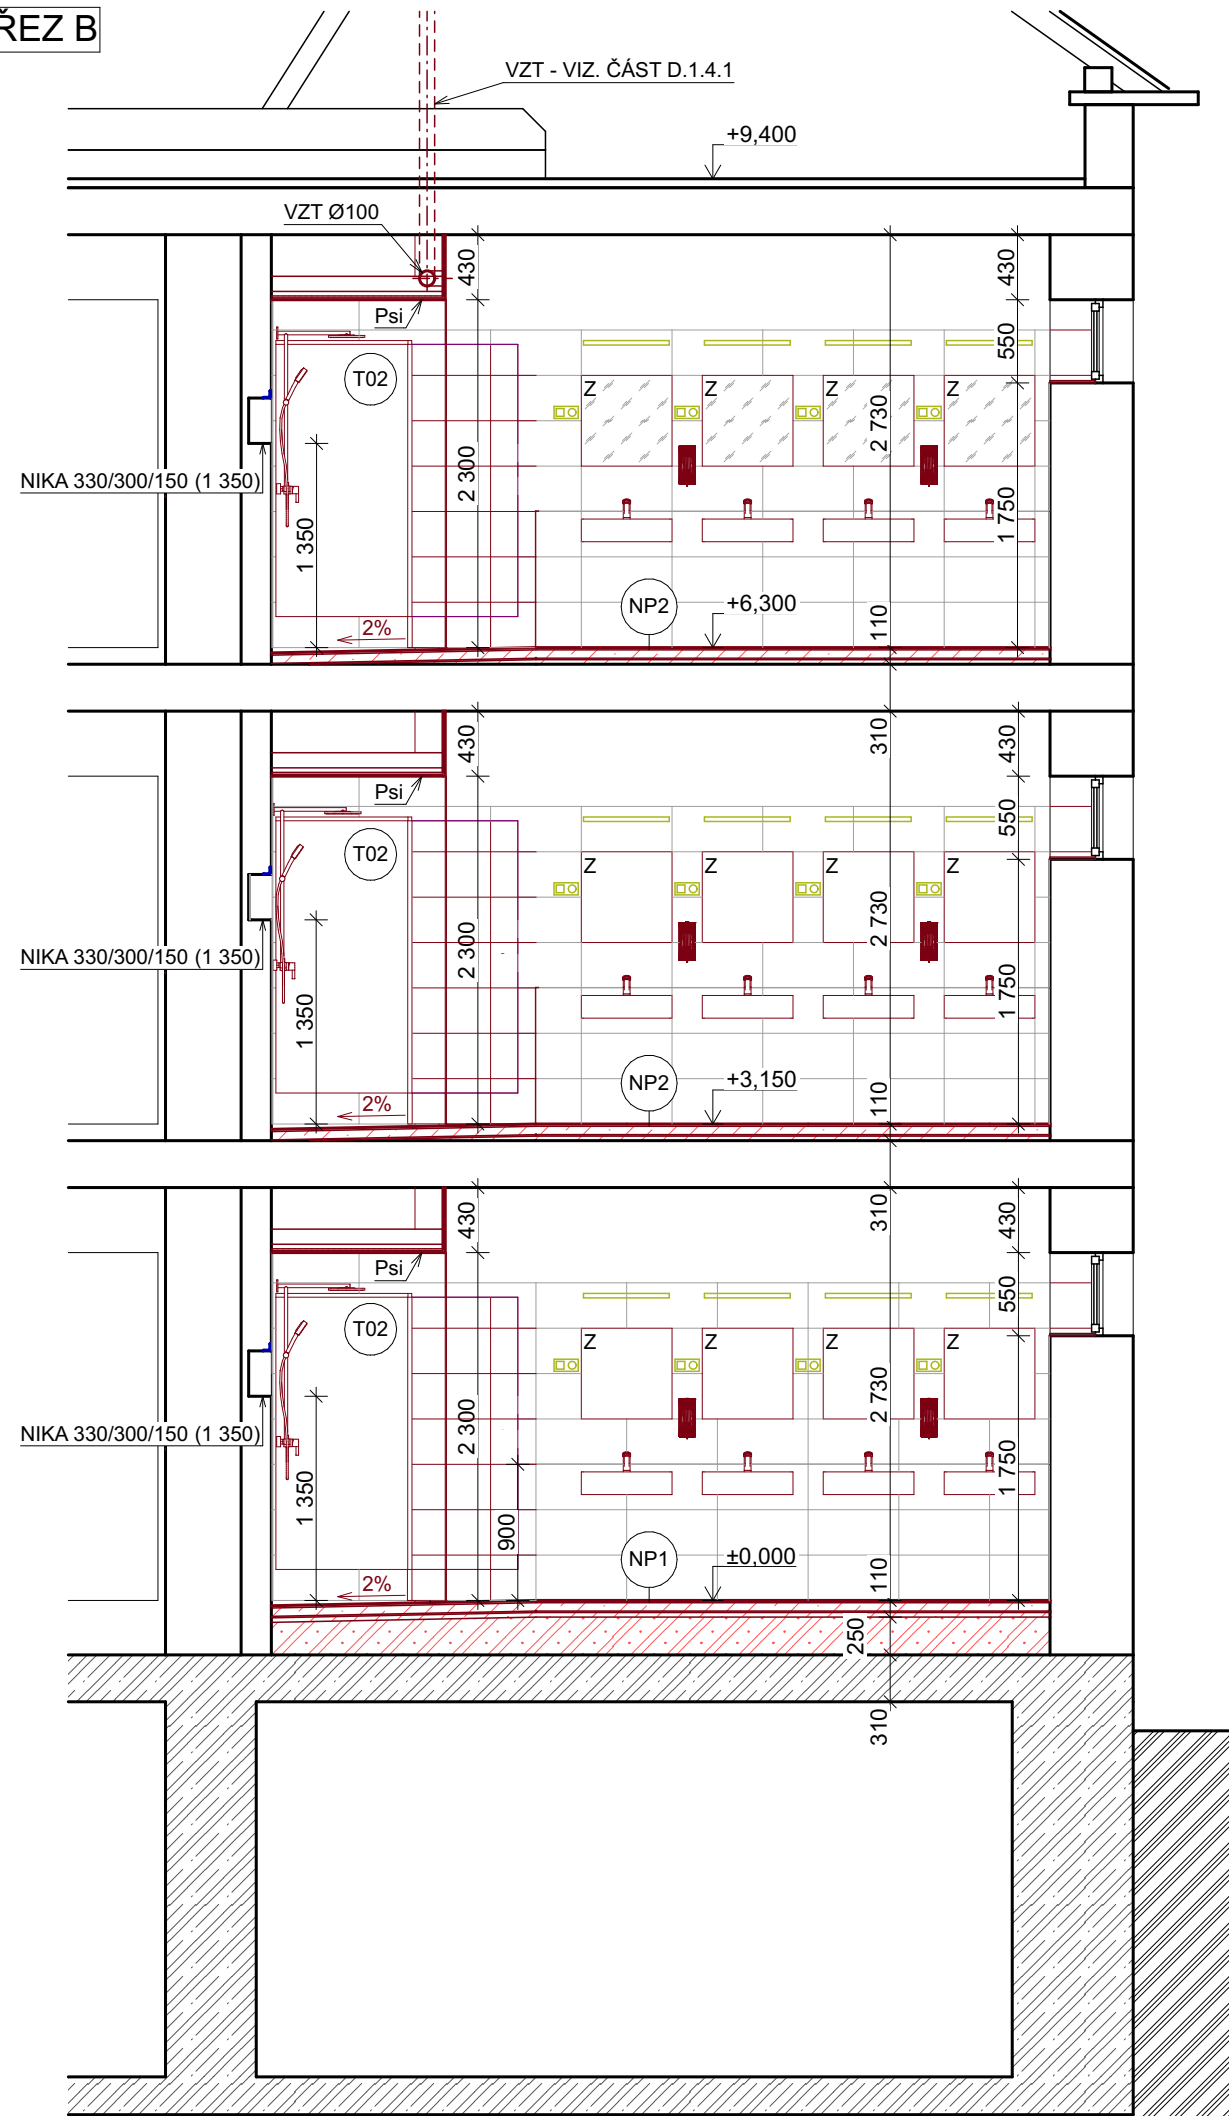 ŘEZ B
VZT - VIZ. ČÁST D.1.4.1
+9,400
VZT Ø100
430
430
Psi
550
T02
Z
Z
Z
Z
2 730
2 300
NIKA 330/300/150 (1 350)
1 350
1 750
NP2
+6,300
2%
110
310
430
430
Psi
550
T02
Z
Z
Z
Z
2 730
2 300
NIKA 330/300/150 (1 350)
1 350
1 750
NP2
+3,150
2%
110
310
430
430
Psi
550
T02
Z
Z
Z
Z
2 730
2 300
NIKA 330/300/150 (1 350)
1 350
1 750
900
NP1
±0,000
2%
110
250
310